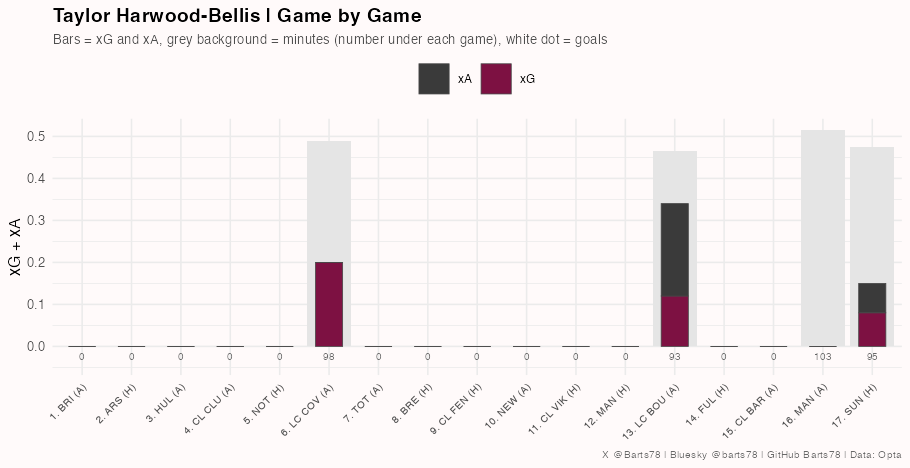 Taylor Harwood-Bellis | Game by Game
Bars = xG and xA, grey background = minutes (number under each game), white dot = goals
xA xG
xG + xA
0.5
0.4
0.3
0.2
0.1
0.0
0 0 0 0 0 98 0 0 0 0 0 0 93 0 0 103 95
1. BRI (A)
2. ARS (H)
3. HUL (A)
4. CL CLU (A)
5. NOT (H)
6. LC COV (A)
7. TOT (A)
8. BRE (H)
9. CL FEN (H)
10. NEW (A)
11. CL VIK (H)
12. MAN (H)
13. LC BOU (A)
14. FUL (H)
15. CL BAR (A)
16. MAN (A)
17. SUN (H)
X @Barts78 | Bluesky @barts78 | GitHub Barts78 | Data: Opta